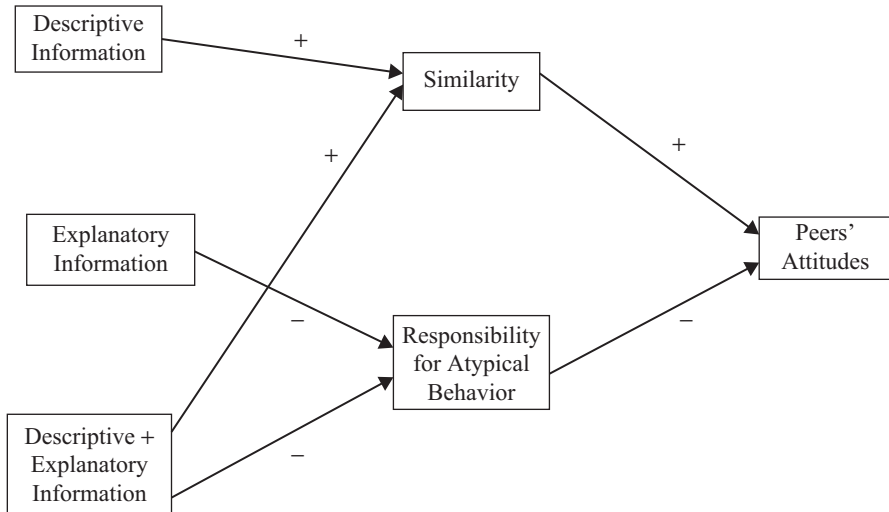 Descriptive
Information
+
Similarity
+
+
Explanatory
Information
Peers’
Attitudes
−
Responsibility
for Atypical
Behavior
−
Descriptive +
Explanatory
Information
−